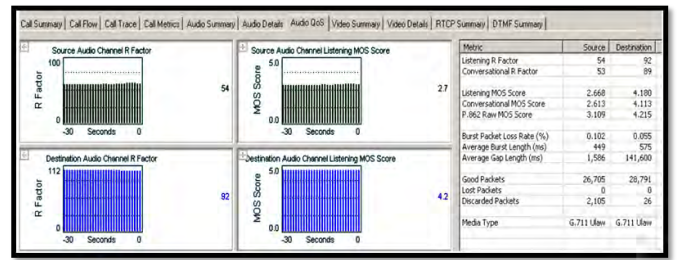 Call Summary Call Flow Call Trace Call Metrics Audio Summary Audio Details Audio QoS Video Summary Video Details RTCP Summary DTMF Summary
Source Audio Channel R Factor
100
R Factor
0.0
-30 Seconds 0
54
Source Audio Channel Listening MOS Score
5.0
MOS Score
0.0
-30 Seconds 0
2.7
Destination Audio Channel R Factor
112
R Factor
0
-30 Seconds 0
92
Destination Audio Channel Listening MOS Score
5.0
MOS Score
0.0
-30 Seconds 0
4.2
Metric Source Destination
Listening R Factor 54 92
Conversational R Factor 53 89
Listening MOS Score 2.668 4.180
Conversational MOS Score 2.613 4.113
P.862 Raw MOS Score 3.109 4.215
Burst Packet Loss Rate (%) 0.102 0.055
Average Burst Length (ms) 449 575
Average Gap Length (ms) 1,586 141,600
Good Packets 26,705 28,791
Lost Packets 0 0
Discarded Packets 2,105 26
Media Type G.711 Ulaw G.711 Ulaw